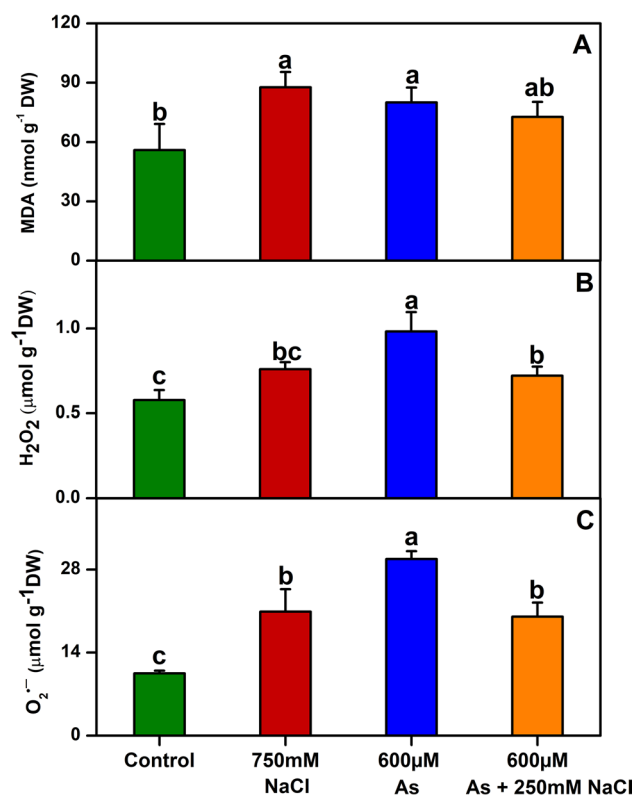 A
120
90
60
30
0
MDA (nmol g⁻¹ DW)
b
a
a
ab
B
1.0
0.5
0.0
H₂O₂ (μmol g⁻¹DW)
c
bc
a
b
C
28
14
0
O₂˙⁻ (μmol g⁻¹DW)
c
b
a
b
Control 750mM 600μM 600μM
NaCl As As + 250mM NaCl